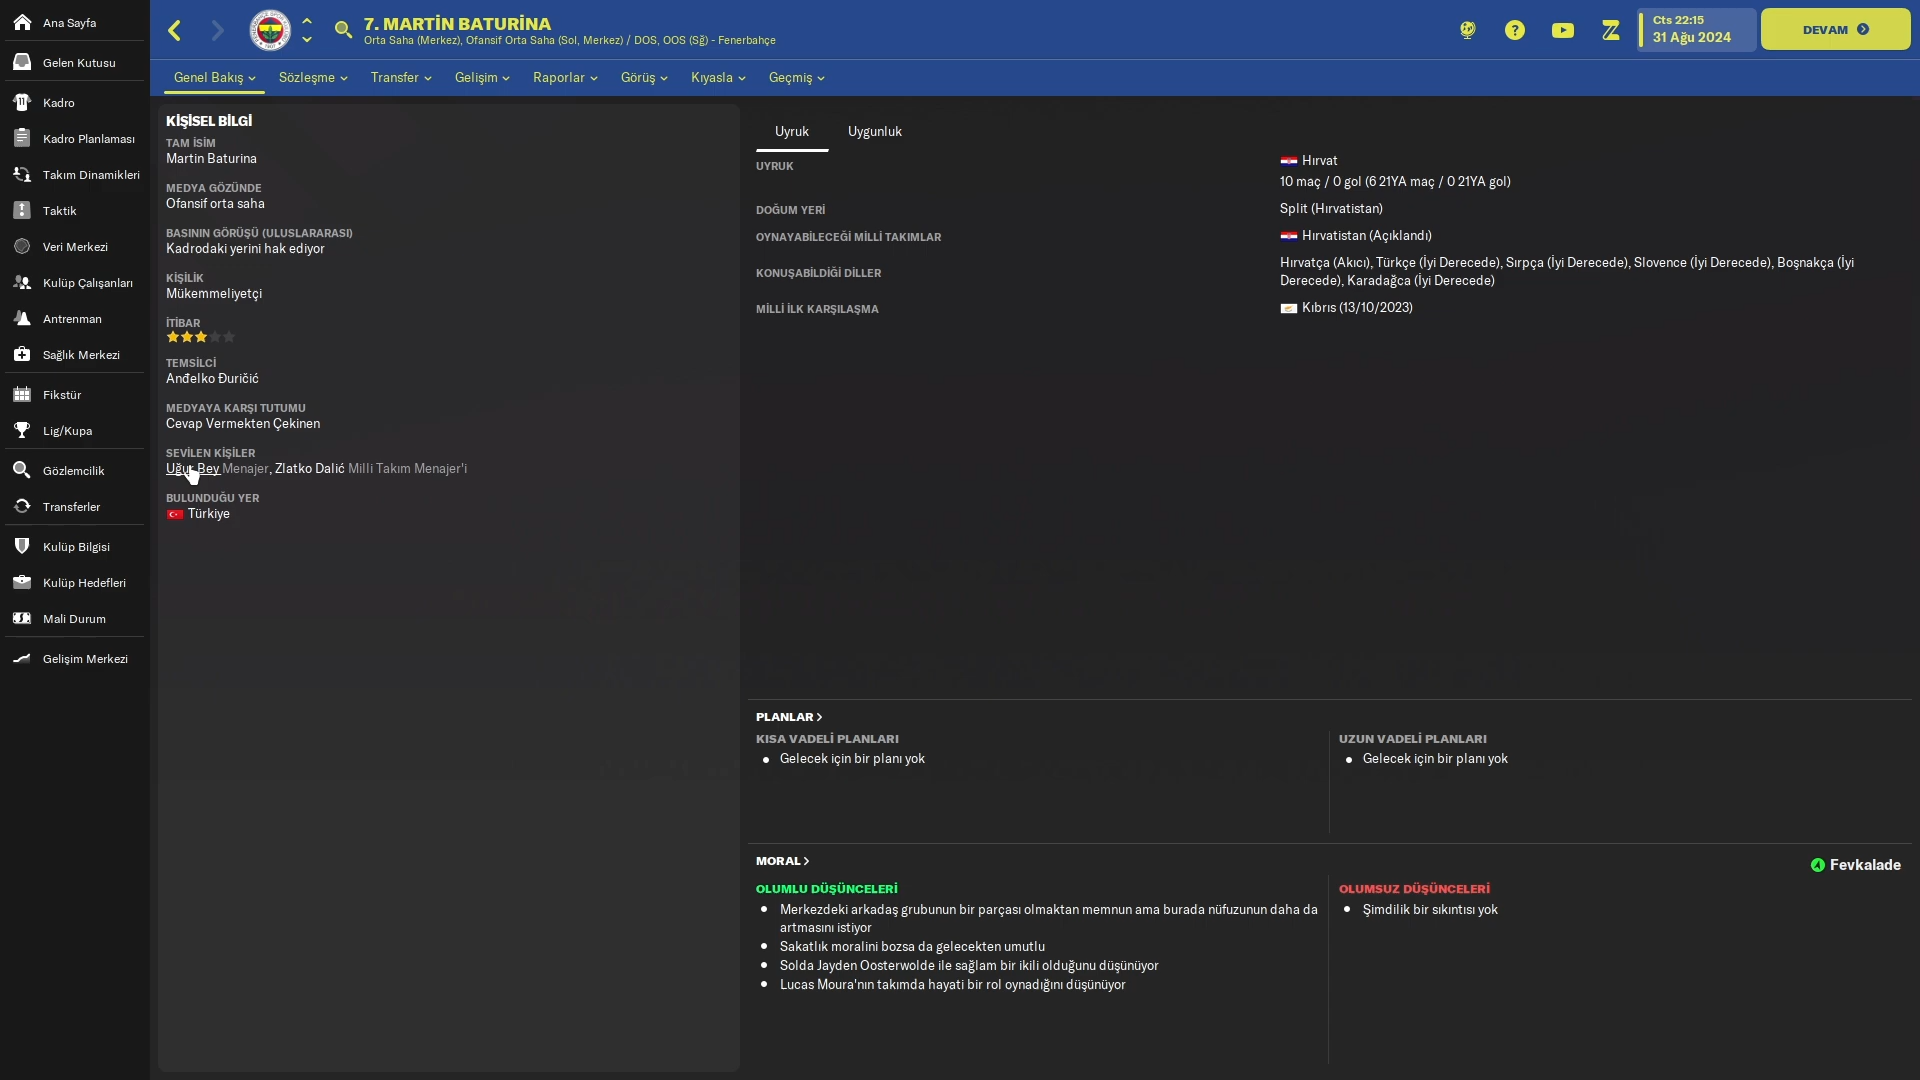 Ana Sayfa
Gelen Kutusu
Kadro
Kadro Planlaması
Takım Dinamikleri
Taktik
Veri Merkezi
Kulüp Çalışanları
Antrenman
Sağlık Merkezi
Fikstür
Lig/Kupa
Gözlemcilik
Transferler
Kulüp Bilgisi
Kulüp Hedefleri
Mali Durum
Gelişim Merkezi
7. MARTİN BATURİNA
Orta Saha (Merkez), Ofansif Orta Saha (Sol, Merkez) / DOS, OOS (Sğ) - Fenerbahçe
Cts 22:15
31 Ağu 2024
DEVAM
Genel Bakış
Sözleşme
Transfer
Gelişim
Raporlar
Görüş
Kıyasla
Geçmiş
KİŞİSEL BİLGİ
TAM İSİM
Martin Baturina
MEDYA GÖZÜNDE
Ofansif orta saha
BASININ GÖRÜŞÜ (ULUSLARARASI)
Kadrodaki yerini hak ediyor
KİŞİLİK
Mükemmeliyetçi
İTİBAR
TEMSİLCİ
Anđelko Đuričić
MEDYAYA KARŞI TUTUMU
Cevap Vermekten Çekinen
SEVİLEN KİŞİLER
Uğur Bey Menajer, Zlatko Dalić Milli Takım Menajer'i
BULUNDUĞU YER
Türkiye
Uyruk
Uygunluk
UYRUK
Hırvat
10 maç / 0 gol (6 21YA maç / 0 21YA gol)
DOĞUM YERİ
Split (Hırvatistan)
OYNAYABİLECEĞİ MİLLİ TAKIMLAR
Hırvatistan (Açıklandı)
KONUŞABİLDİĞİ DİLLER
Hırvatça (Akıcı), Türkçe (İyi Derecede), Sırpça (İyi Derecede), Slovence (İyi Derecede), Boşnakça (İyi
Derecede), Karadağca (İyi Derecede)
MİLLİ İLK KARŞILAŞMA
Kıbrıs (13/10/2023)
PLANLAR
KISA VADELİ PLANLARI
Gelecek için bir planı yok
UZUN VADELİ PLANLARI
Gelecek için bir planı yok
MORAL
Fevkalade
OLUMLU DÜŞÜNCELERİ
Merkezdeki arkadaş grubunun bir parçası olmaktan memnun ama burada nüfuzunun daha da
artmasını istiyor
Sakatlık moralini bozsa da gelecekten umutlu
Solda Jayden Oosterwolde ile sağlam bir ikili olduğunu düşünüyor
Lucas Moura'nın takımda hayati bir rol oynadığını düşünüyor
OLUMSUZ DÜŞÜNCELERİ
Şimdilik bir sıkıntısı yok